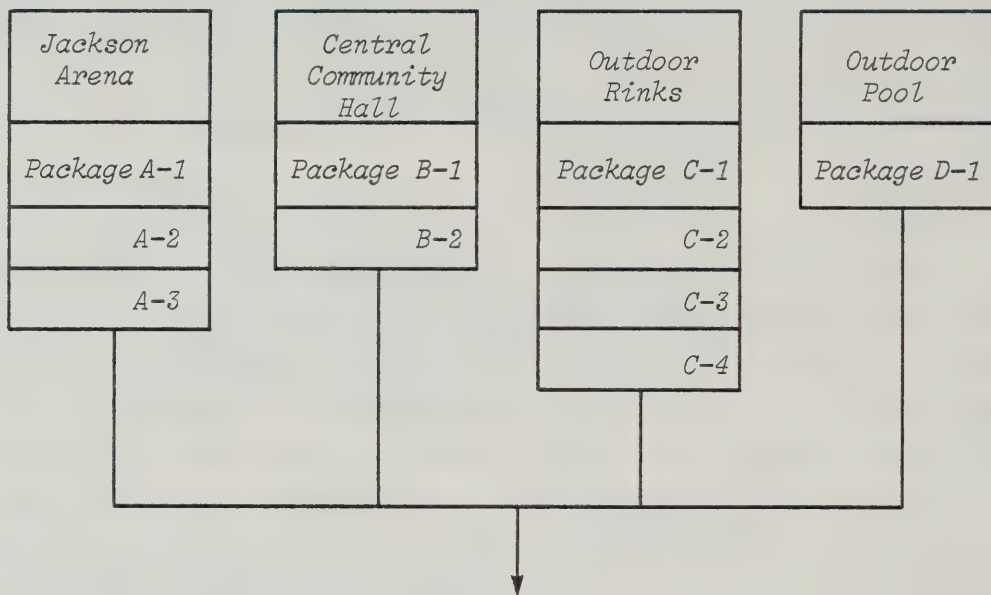 Jackson
Arena
Package A-1
A-2
A-3
Central
Community
Hall
Package B-1
B-2
Outdoor
Rinks
Package C-1
C-2
C-3
C-4
Outdoor
Pool
Package D-1